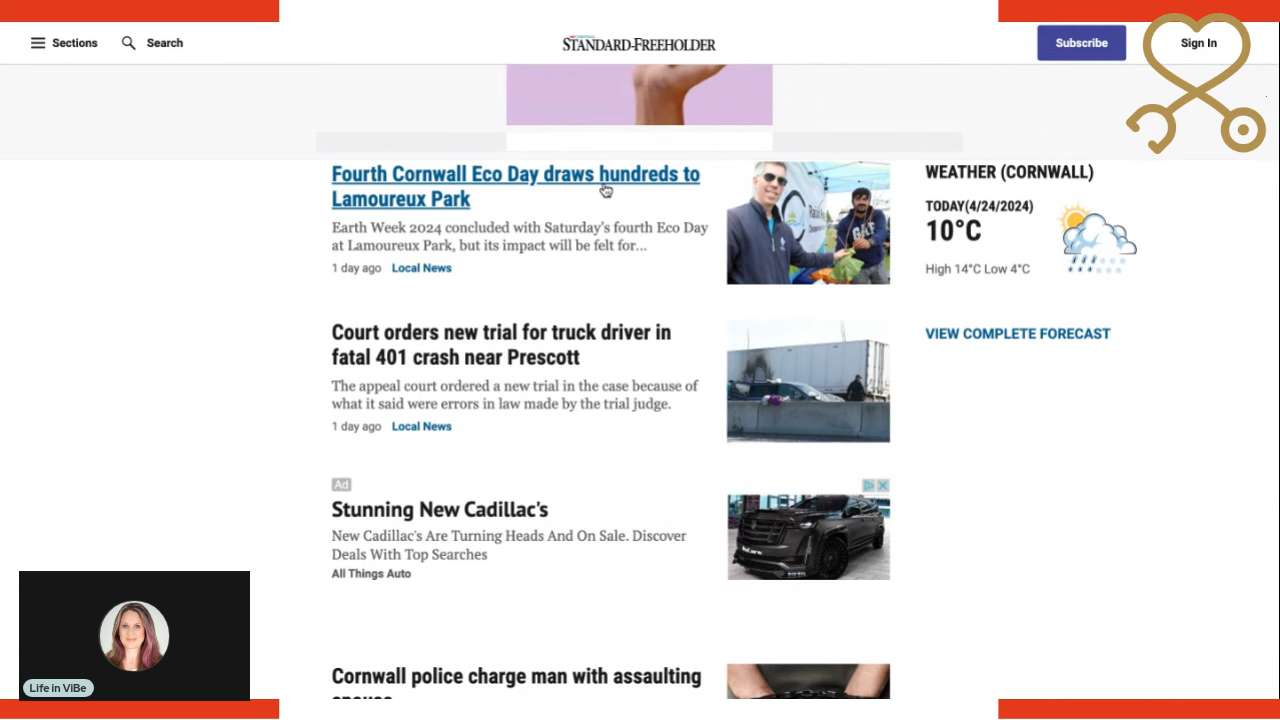 Sections
Search
STANDARD-FREEHOLDER
Subscribe
Sign In
Fourth Cornwall Eco Day draws hundreds to
Lamoureux Park
Earth Week 2024 concluded with Saturday's fourth Eco Day
at Lamoureux Park, but its impact will be felt for...
1 day ago Local News
WEATHER (CORNWALL)
TODAY(4/24/2024)
10°C
High 14°C Low 4°C
VIEW COMPLETE FORECAST
Court orders new trial for truck driver in
fatal 401 crash near Prescott
The appeal court ordered a new trial in the case because of
what it said were errors in law made by the trial judge.
1 day ago Local News
Ad
Stunning New Cadillac's
New Cadillac's Are Turning Heads And On Sale. Discover
Deals With Top Searches
All Things Auto
Cornwall police charge man with assaulting
spouse
Life in ViBe